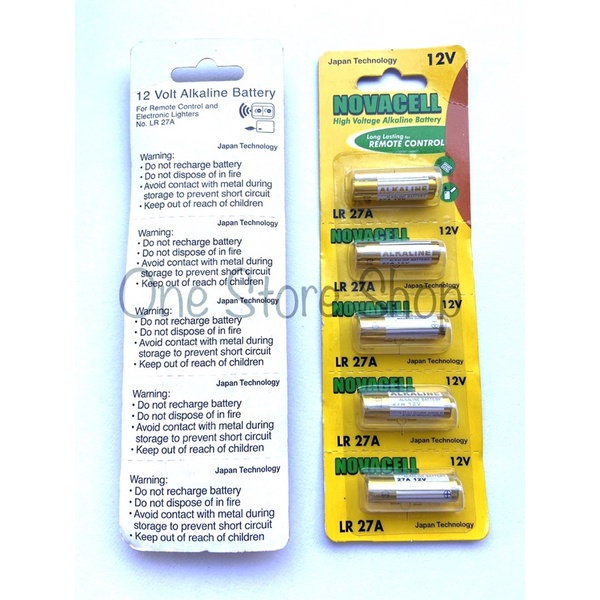 12 Volt Alkaline Battery
For Remote Control and
Electronic Lighters
No. LR 27A
Japan Technology
Warning:
• Do not recharge battery
• Do not dispose of in fire
• Avoid contact with metal during
storage to prevent short circuit
• Keep out of reach of children
Japan Technology
Warning:
• Do not recharge battery
• Do not dispose of in fire
• Avoid contact with metal during
storage to prevent short circuit
• Keep out of reach of children
Japan Technology
Warning:
• Do not recharge battery
• Do not dispose of in fire
• Avoid contact with metal during
storage to prevent short circuit
• Keep out of reach of children
Japan Technology
Warning:
• Do not recharge battery
• Do not dispose of in fire
• Avoid contact with metal during
storage to prevent short circuit
• Keep out of reach of children
Japan Technology
Warning:
• Do not recharge battery
• Do not dispose of in fire
• Avoid contact with metal during
storage to prevent short circuit
• Keep out of reach of children
Japan Technology 12V
NOVACELL
High Voltage Alkaline Battery
Long Lasting for
REMOTE CONTROL
ALKALINE
LR 27A
NOVACELL 12V
ALKALINE
LR 27A Japan Technology
NOVACELL 12V
LR 27A Japan Technology
NOVACELL 12V
ALKALINE
ALKALINE BATTERY
27A 12V
LR 27A Japan Technology
NOVACELL 12V
27A 12V
LR 27A Japan Technology
One Stora Shop